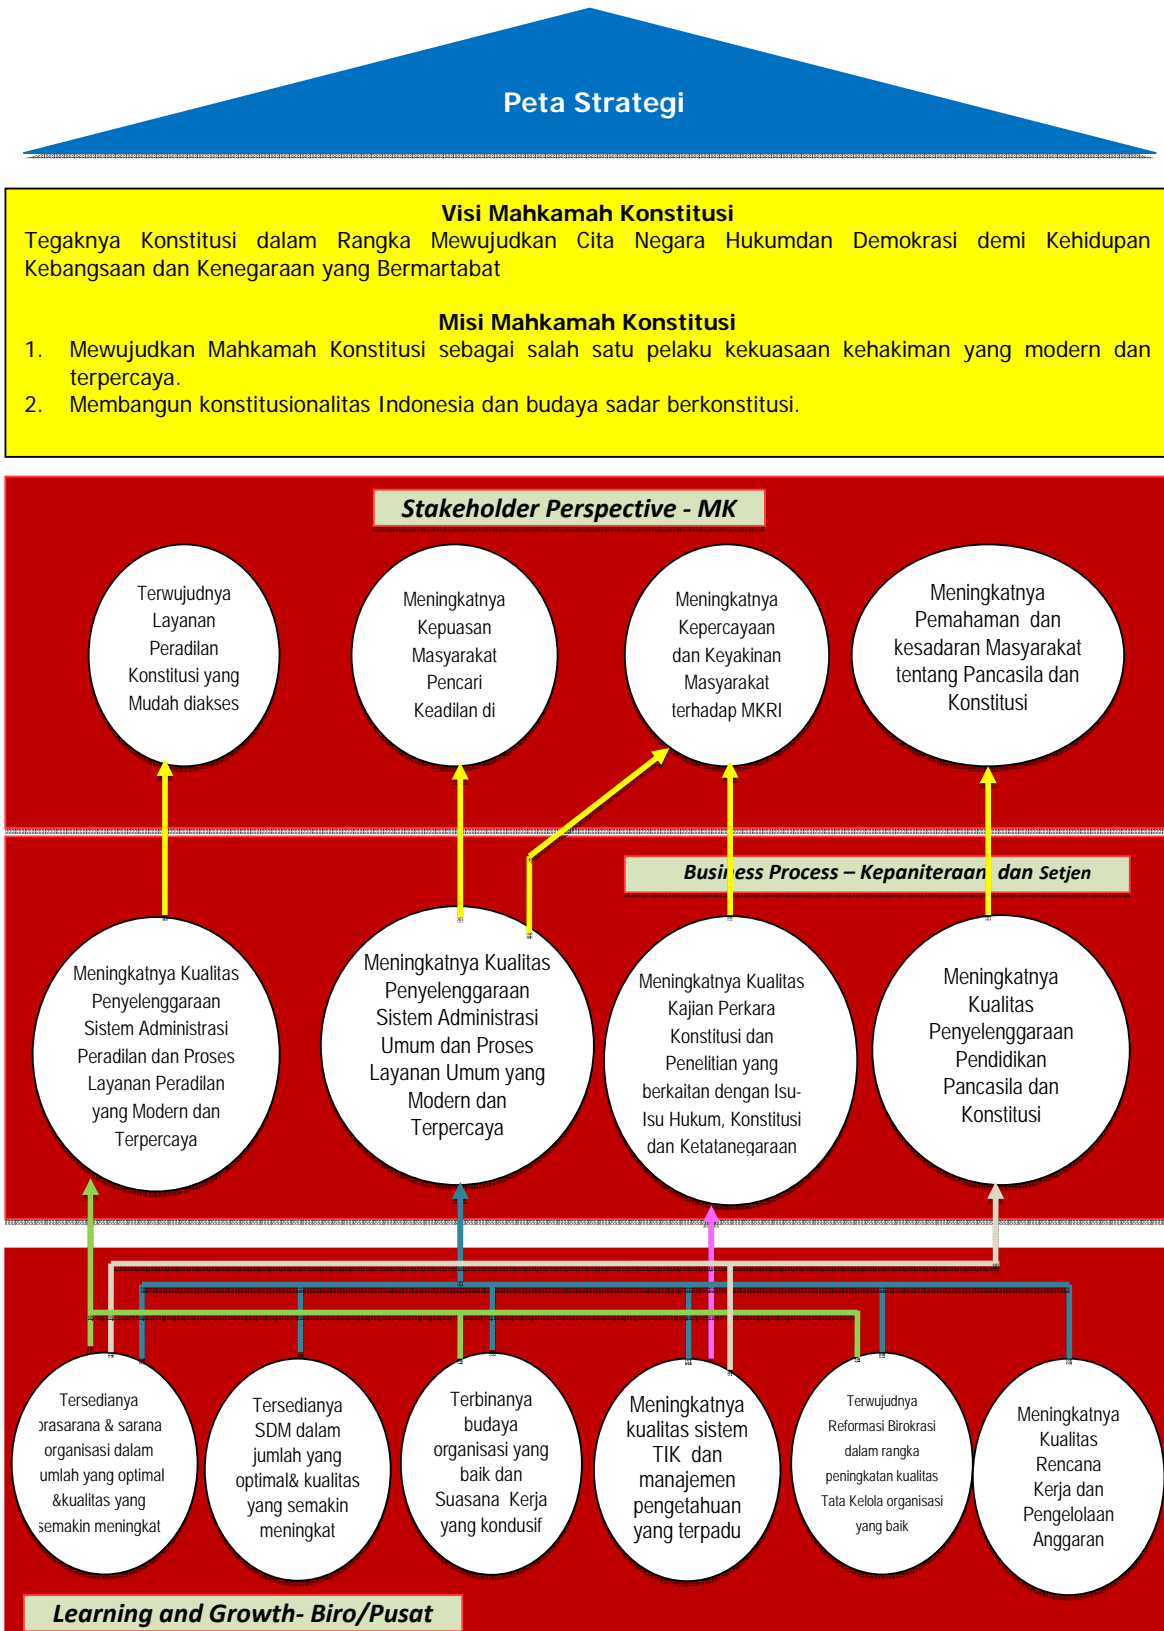 Peta Strategi
Visi Mahkamah Konstitusi
Tegaknya Konstitusi dalam Rangka Mewujudkan Cita Negara Hukumdan Demokrasi demi Kehidupan
Kebangsaan dan Kenegaraan yang Bermartabat
Misi Mahkamah Konstitusi
1. Mewujudkan Mahkamah Konstitusi sebagai salah satu pelaku kekuasaan kehakiman yang modern dan
terpercaya.
2. Membangun konstitusionalitas Indonesia dan budaya sadar berkonstitusi.
Stakeholder Perspective - MK
Terwujudnya
Layanan
Peradilan
Konstitusi yang
Mudah diakses
Meningkatnya
Kepuasan
Masyarakat
Pencari
Keadilan di
Meningkatnya
Kepercayaan
dan Keyakinan
Masyarakat
terhadap MKRI
Meningkatnya
Pemahaman dan
kesadaran Masyarakat
tentang Pancasila dan
Konstitusi
Business Process – Kepaniteraan dan Setjen
Meningkatnya Kualitas
Penyelenggaraan
Sistem Administrasi
Peradilan dan Proses
Layanan Peradilan
yang Modern dan
Terpercaya
Meningkatnya Kualitas
Penyelenggaraan
Sistem Administrasi
Umum dan Proses
Layanan Umum yang
Modern dan
Terpercaya
Meningkatnya Kualitas
Kajian Perkara
Konstitusi dan
Penelitian yang
berkaitan dengan Isu-
Isu Hukum, Konstitusi
dan Ketatanegaraan
Meningkatnya
Kualitas
Penyelenggaraan
Pendidikan
Pancasila dan
Konstitusi
Tersedianya
prasarana & sarana
organisasi dalam
umlah yang optimal
&kualitas yang
semakin meningkat
Tersedianya
SDM dalam
jumlah yang
optimal& kualitas
yang semakin
meningkat
Terbinanya
budaya
organisasi yang
baik dan
Suasana Kerja
yang kondusif
Meningkatnya
kualitas sistem
TIK dan
manajemen
pengetahuan
yang terpadu
Terwujudnya
Reformasi Birokrasi
dalam rangka
peningkatan kualitas
Tata Kelola organisasi
yang baik
Meningkatnya
Kualitas
Rencana
Kerja dan
Pengelolaan
Anggaran
Learning and Growth- Biro/Pusat